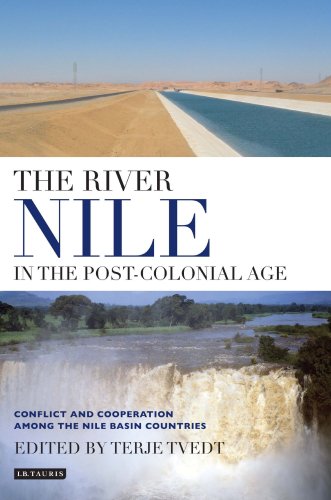 THE RIVER
NILE
IN THE POST-COLONIAL AGE
CONFLICT AND COOPERATION
AMONG THE NILE BASIN COUNTRIES
EDITED BY TERJE TVEDT
I.B.TAURIS